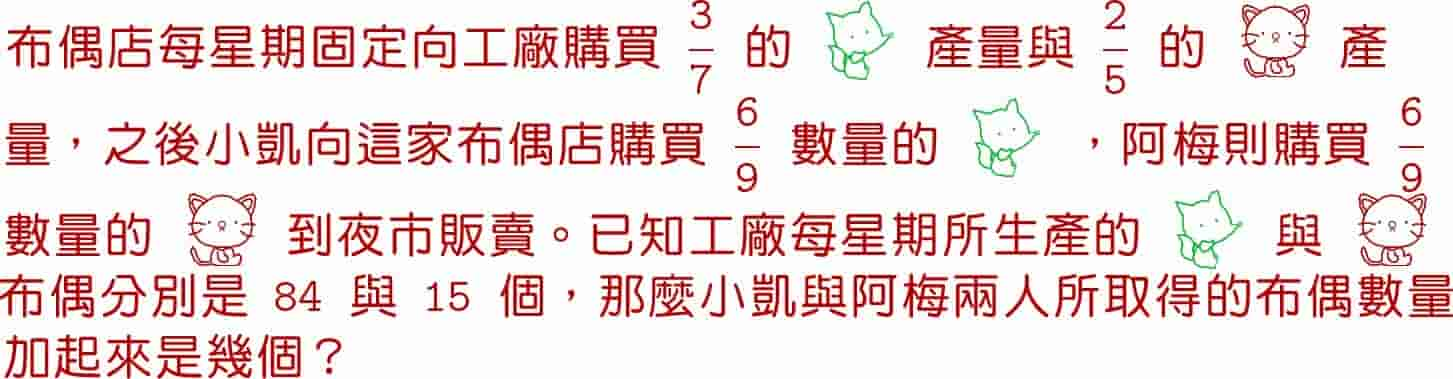 布偶店每星期固定向工廠購買 3/7 的 產量與 2/5 的 產
量，之後小凱向這家布偶店購買 6/9 數量的 ，阿梅則購買 6/9
數量的 到夜市販賣。已知工廠每星期所生產的 與
布偶分別是 84 與 15 個，那麼小凱與阿梅兩人所取得的布偶數量
加起來是幾個？